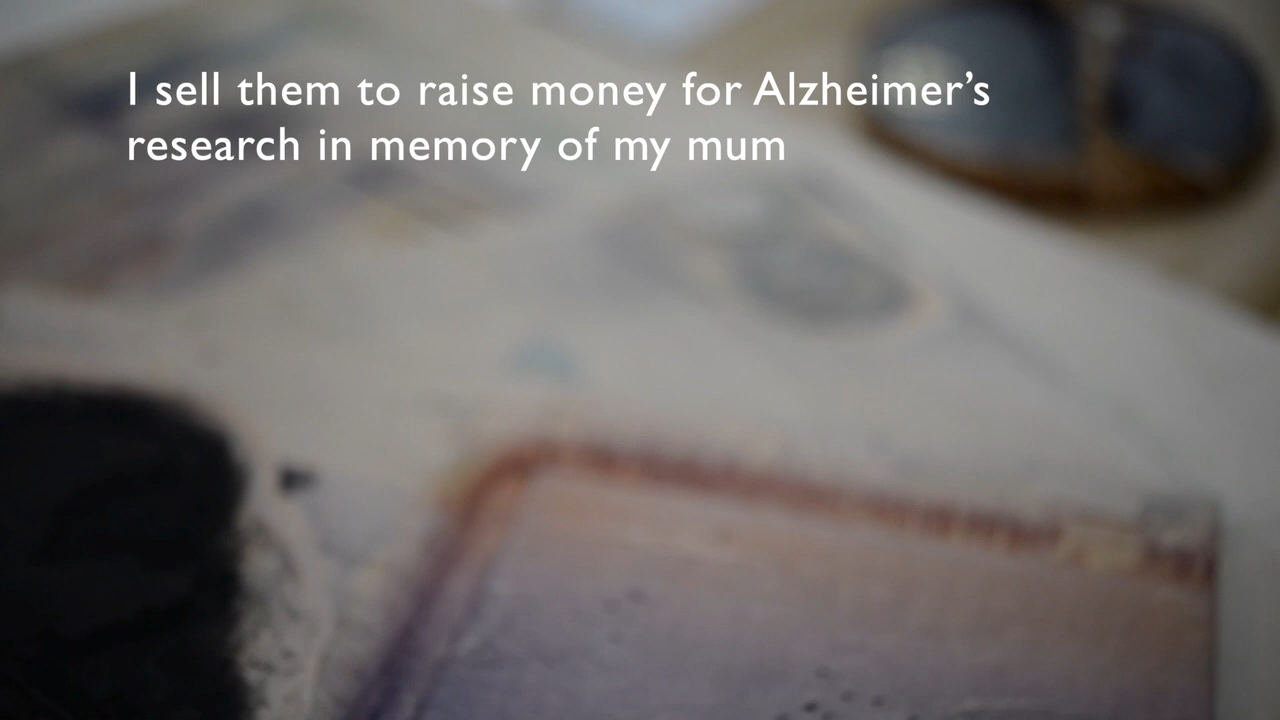 I sell them to raise money for Alzheimer’s
research in memory of my mum